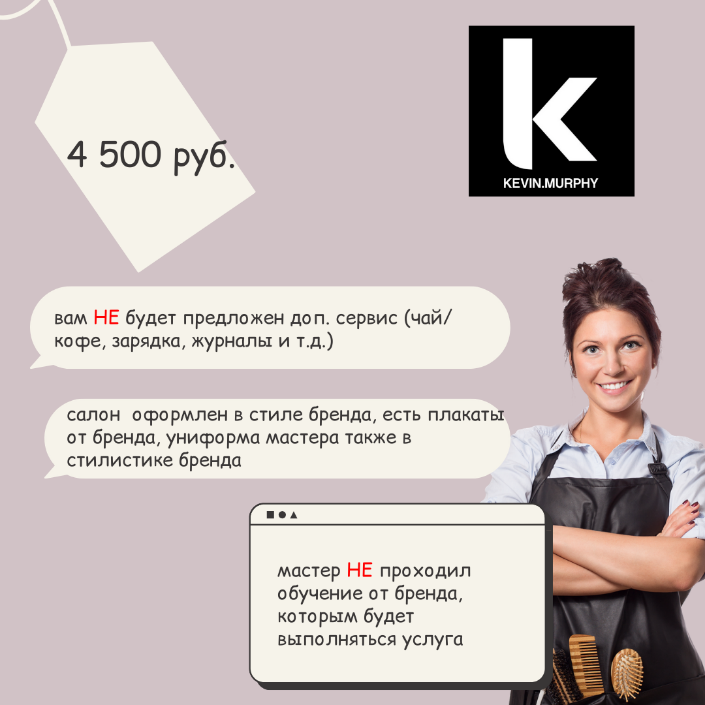 4 500 руб.
KEVIN.MURPHY
вам НЕ будет предложен доп. сервис (чай/
кофе, зарядка, журналы и т.д.)
салон оформлен в стиле бренда, есть плакаты
от бренда, униформа мастера также в
стилистике бренда
мастер НЕ проходил
обучение от бренда,
которым будет
выполняться услуга